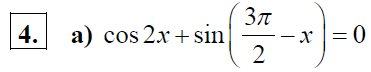 4. a) cos 2x + sin(3π/2 − x) = 0